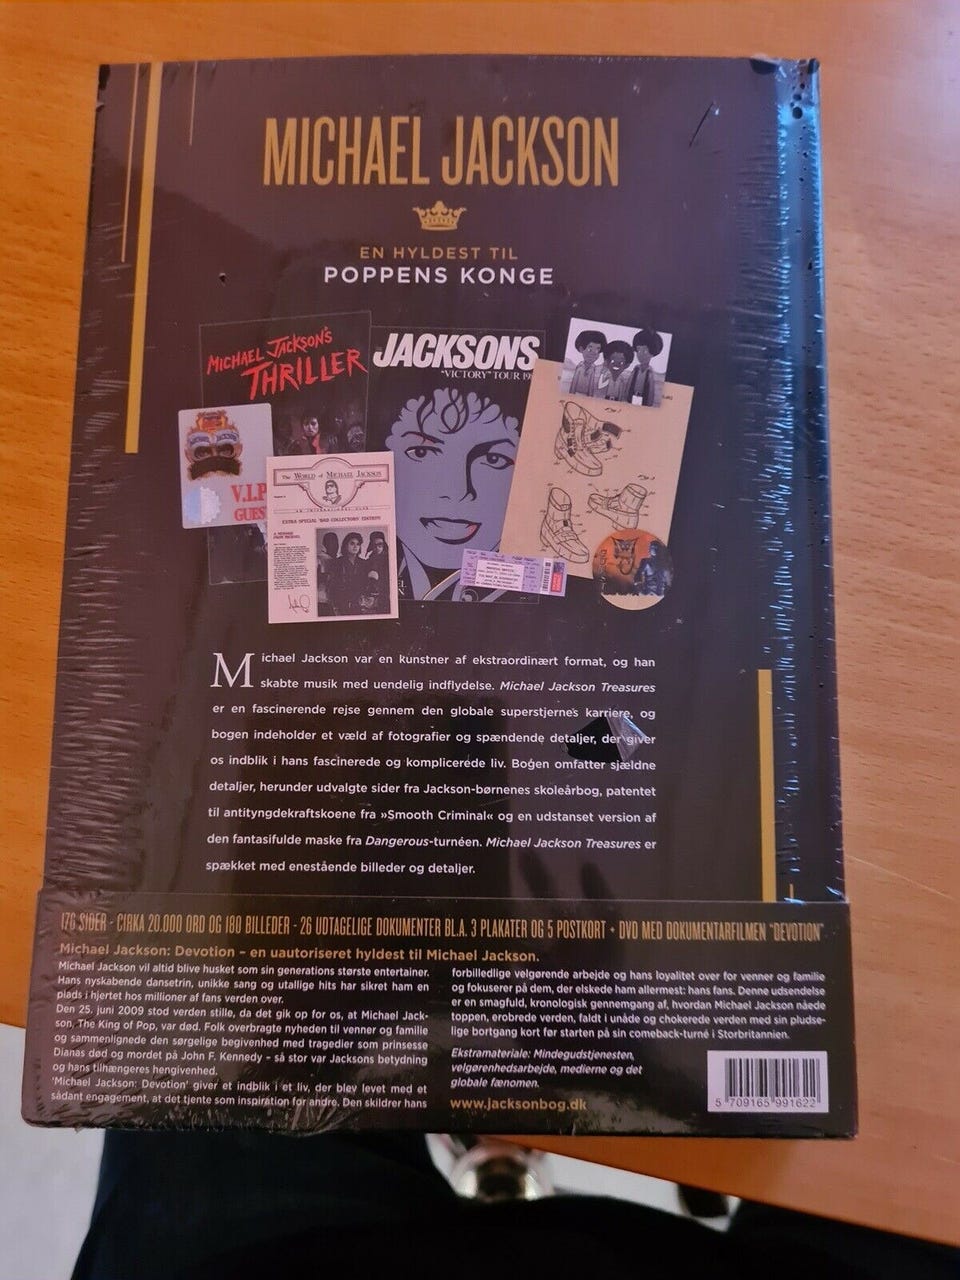 MICHAEL JACKSON
EN HYLDEST TIL
POPPENS KONGE
MICHAEL JACKSON'S
THRILLER
JACKSONS
"VICTORY" TOUR
V.I.P
GUEST
The WORLD of MICHAEL JACKSON
EXTRA SPECIAL 'BAD COLLECTORS' EDITION!
A MESSAGE
FROM MICHAEL
Michael Jackson var en kunstner af ekstraordinært format, og han
skabte musik med uendelig indflydelse. Michael Jackson Treasures
er en fascinerende rejse gennem den globale superstjernes karriere, og
bogen indeholder et væld af fotografier og spændende detaljer, der giver
os indblik i hans fascinerede og komplicerede liv. Bogen omfatter sjældne
detaljer, herunder udvalgte sider fra Jackson-børnenes skoleårbog, patentet
til antityngdekraftskoene fra »Smooth Criminal« og en udstanset version af
den fantasifulde maske fra Dangerous-turnéen. Michael Jackson Treasures er
spækket med enestående billeder og detaljer.
176 SIDER - CIRKA 20.000 ORD OG 180 BILLEDER - 26 UDTAGELIGE DOKUMENTER BL.A. 3 PLAKATER OG 5 POSTKORT + DVD MED DOKUMENTARFILMEN "DEVOTION"
Michael Jackson: Devotion – en uautoriseret hyldest til Michael Jackson.
Michael Jackson vil altid blive husket som sin generations største entertainer.
Hans nyskabende dansetrin, unikke sang og utallige hits har sikret ham en
plads i hjertet hos millioner af fans verden over.
Den 25. juni 2009 stod verden stille, da det gik op for os, at Michael Jack-
son, The King of Pop, var død. Folk overbragte nyheden til venner og familie
og sammenlignede den sørgelige begivenhed med tragedier som prinsesse
Dianas død og mordet på John F. Kennedy – så stor var Jacksons betydning
og hans tilhængeres hengivenhed.
'Michael Jackson: Devotion' giver et indblik i et liv, der blev levet med et
sådant engagement, at det tjente som inspiration for andre. Den skildrer hans
forbilledlige velgørende arbejde og hans loyalitet over for venner og familie
og fokuserer på dem, der elskede ham allermest: hans fans. Denne udsendelse
er en smagfuld, kronologisk gennemgang af, hvordan Michael Jackson nåede
toppen, erobrede verden, faldt i unåde og chokerede verden med sin pludse-
lige bortgang kort før starten på sin comeback-turné i Storbritannien.
Ekstramateriale: Mindegudstjenesten,
velgørenhedsarbejde, medierne og det
globale fænomen.
www.jacksonbog.dk
5 709165 991622